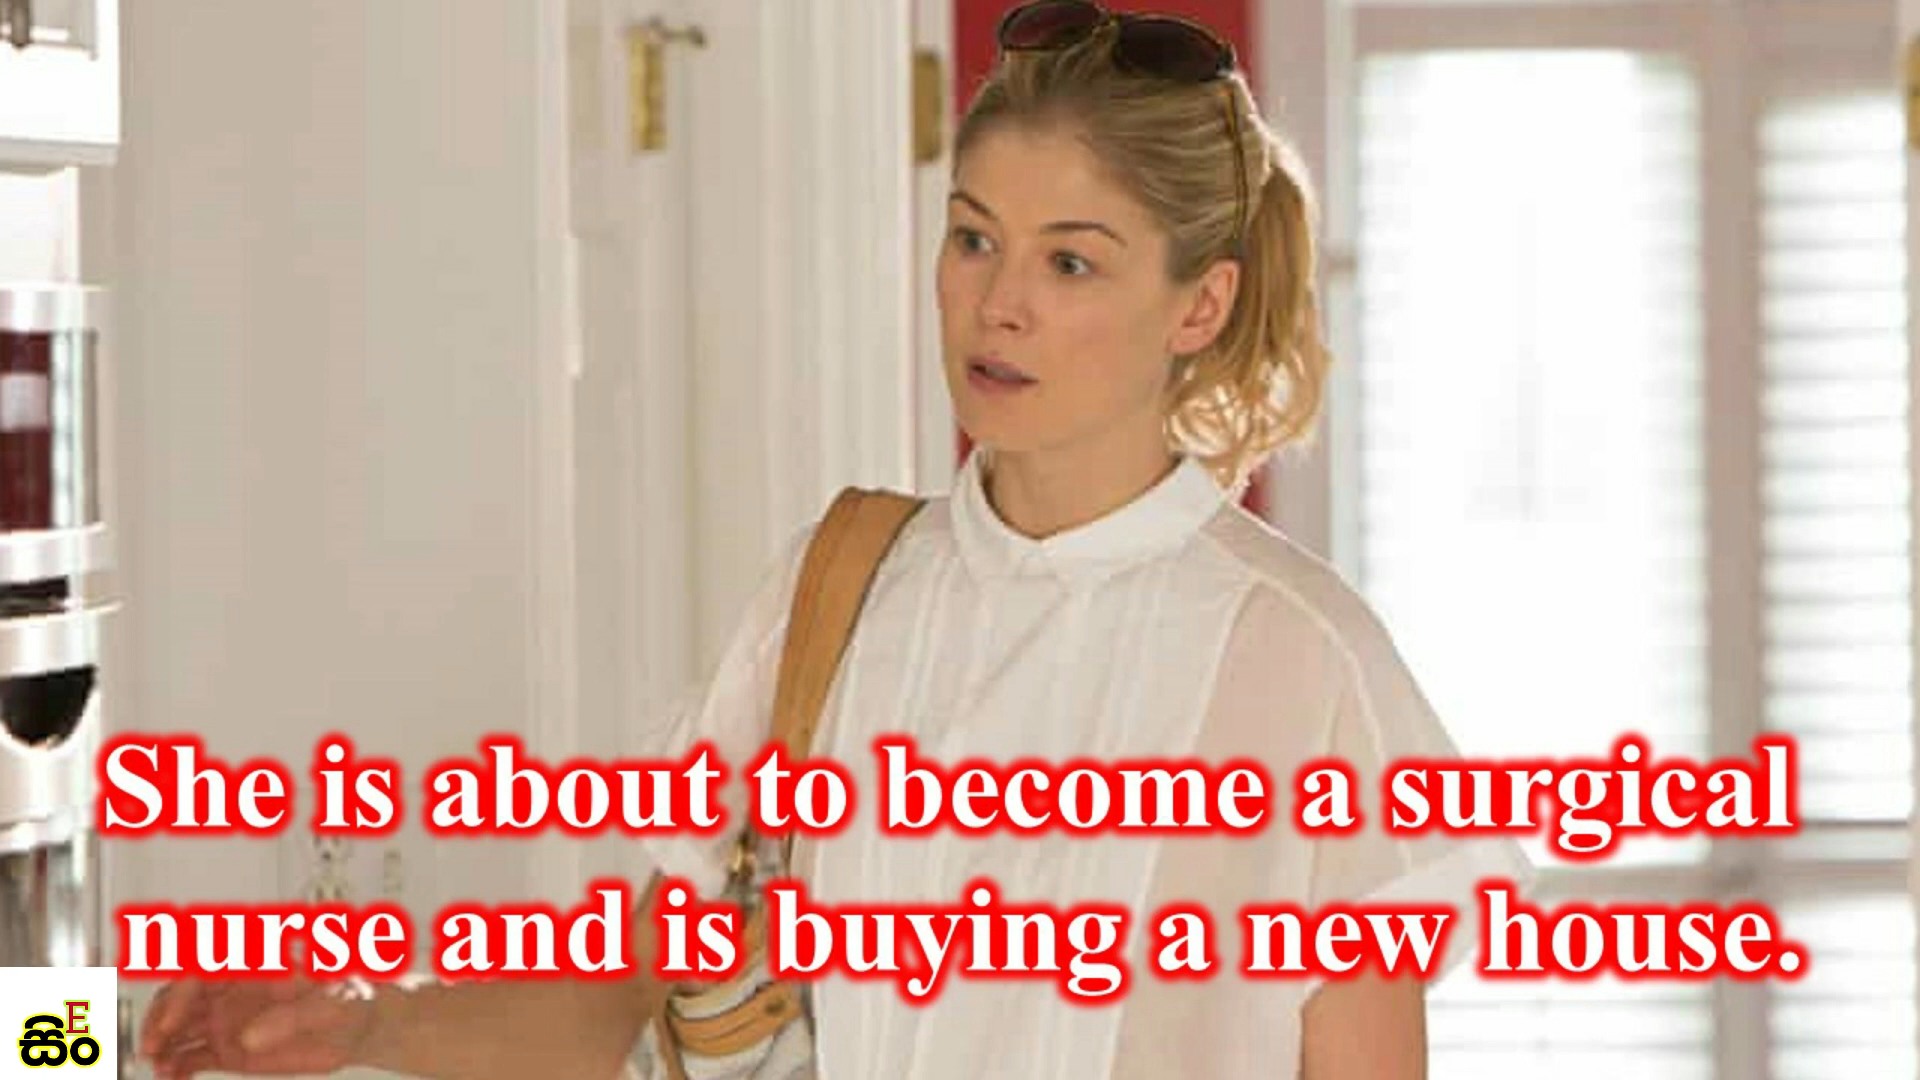 She is about to become a surgical
nurse and is buying a new house.
E
සිං